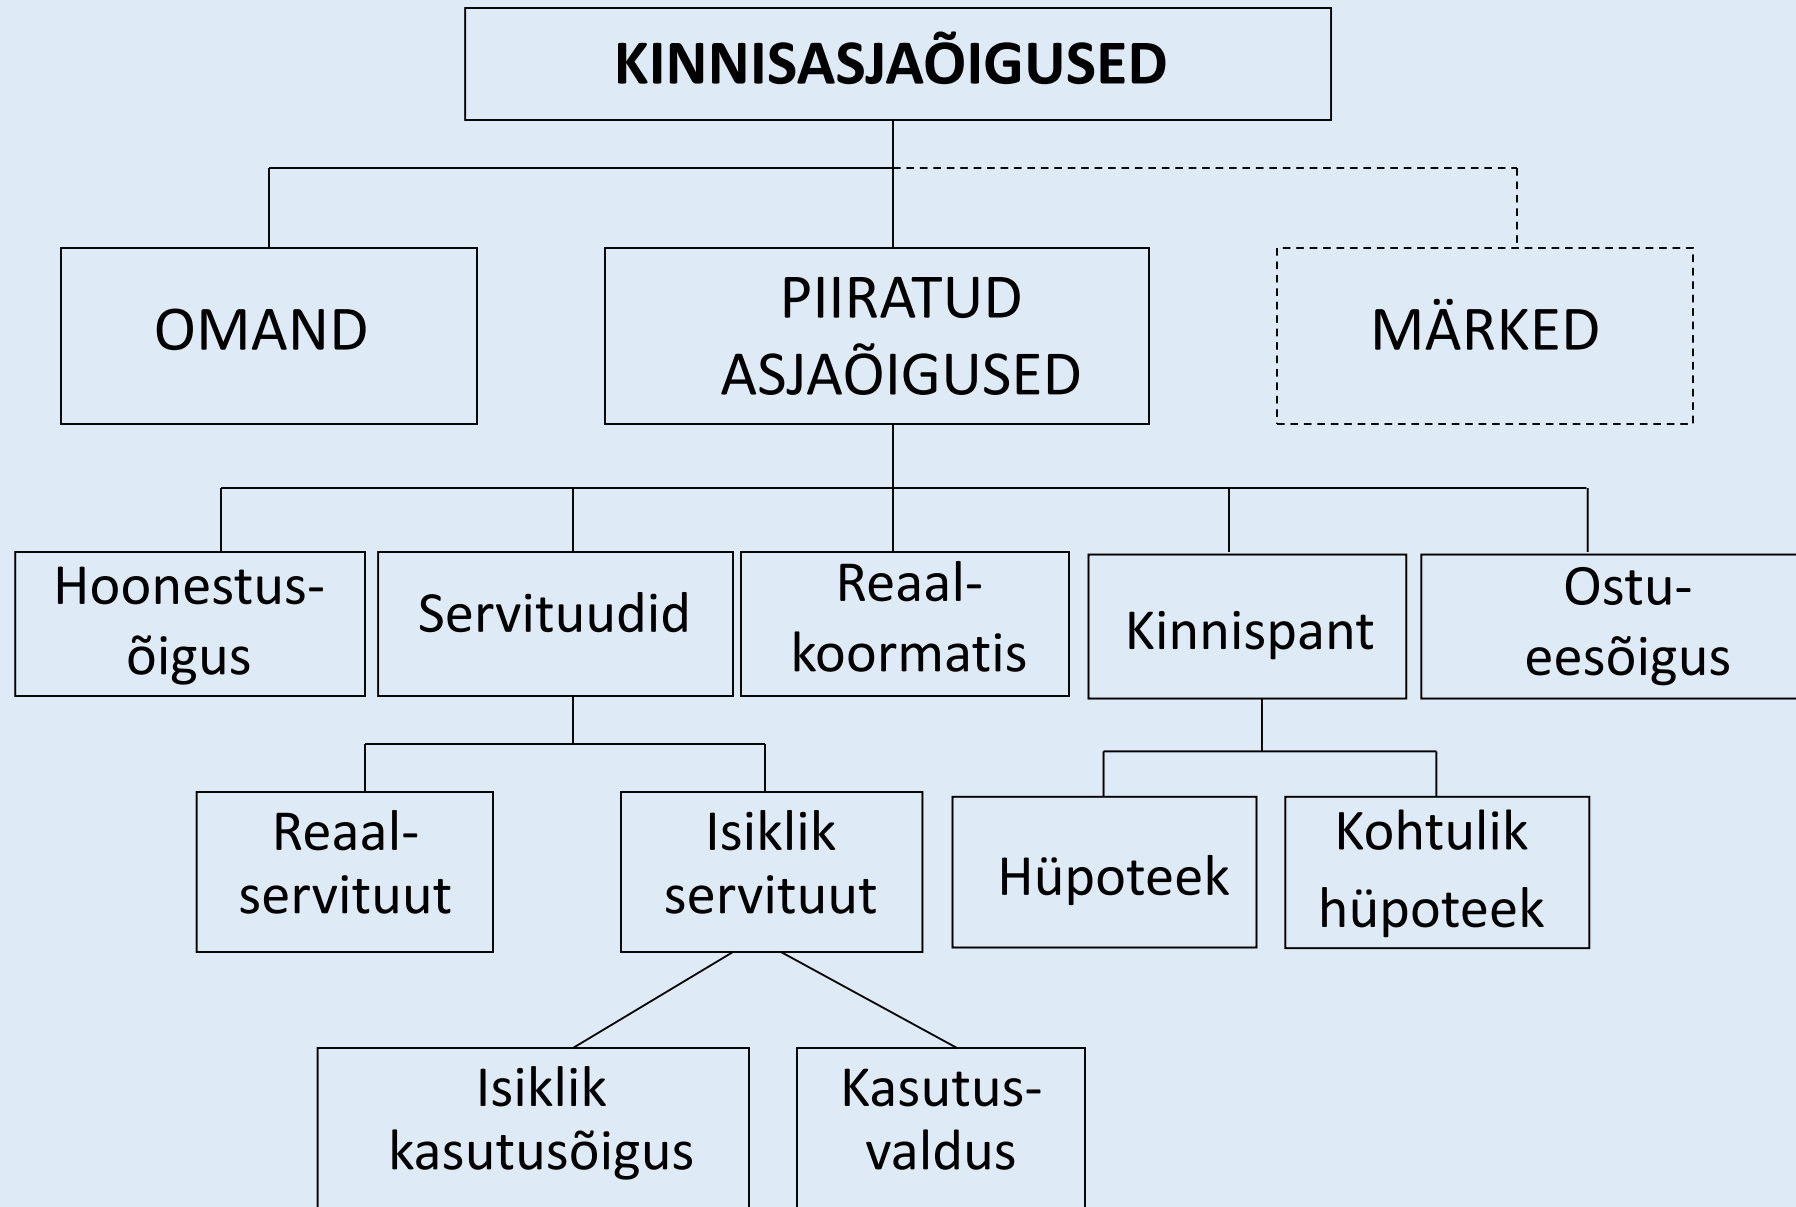 KINNISASJAÕIGUSED
OMAND
PIIRATUD
ASJAÕIGUSED
MÄRKED
Hoonestus-
õigus
Servituudid
Reaal-
koormatis
Kinnispant
Ostu-
eesõigus
Reaal-
servituut
Isiklik
servituut
Hüpoteek
Kohtulik
hüpoteek
Isiklik
kasutusõigus
Kasutus-
valdus